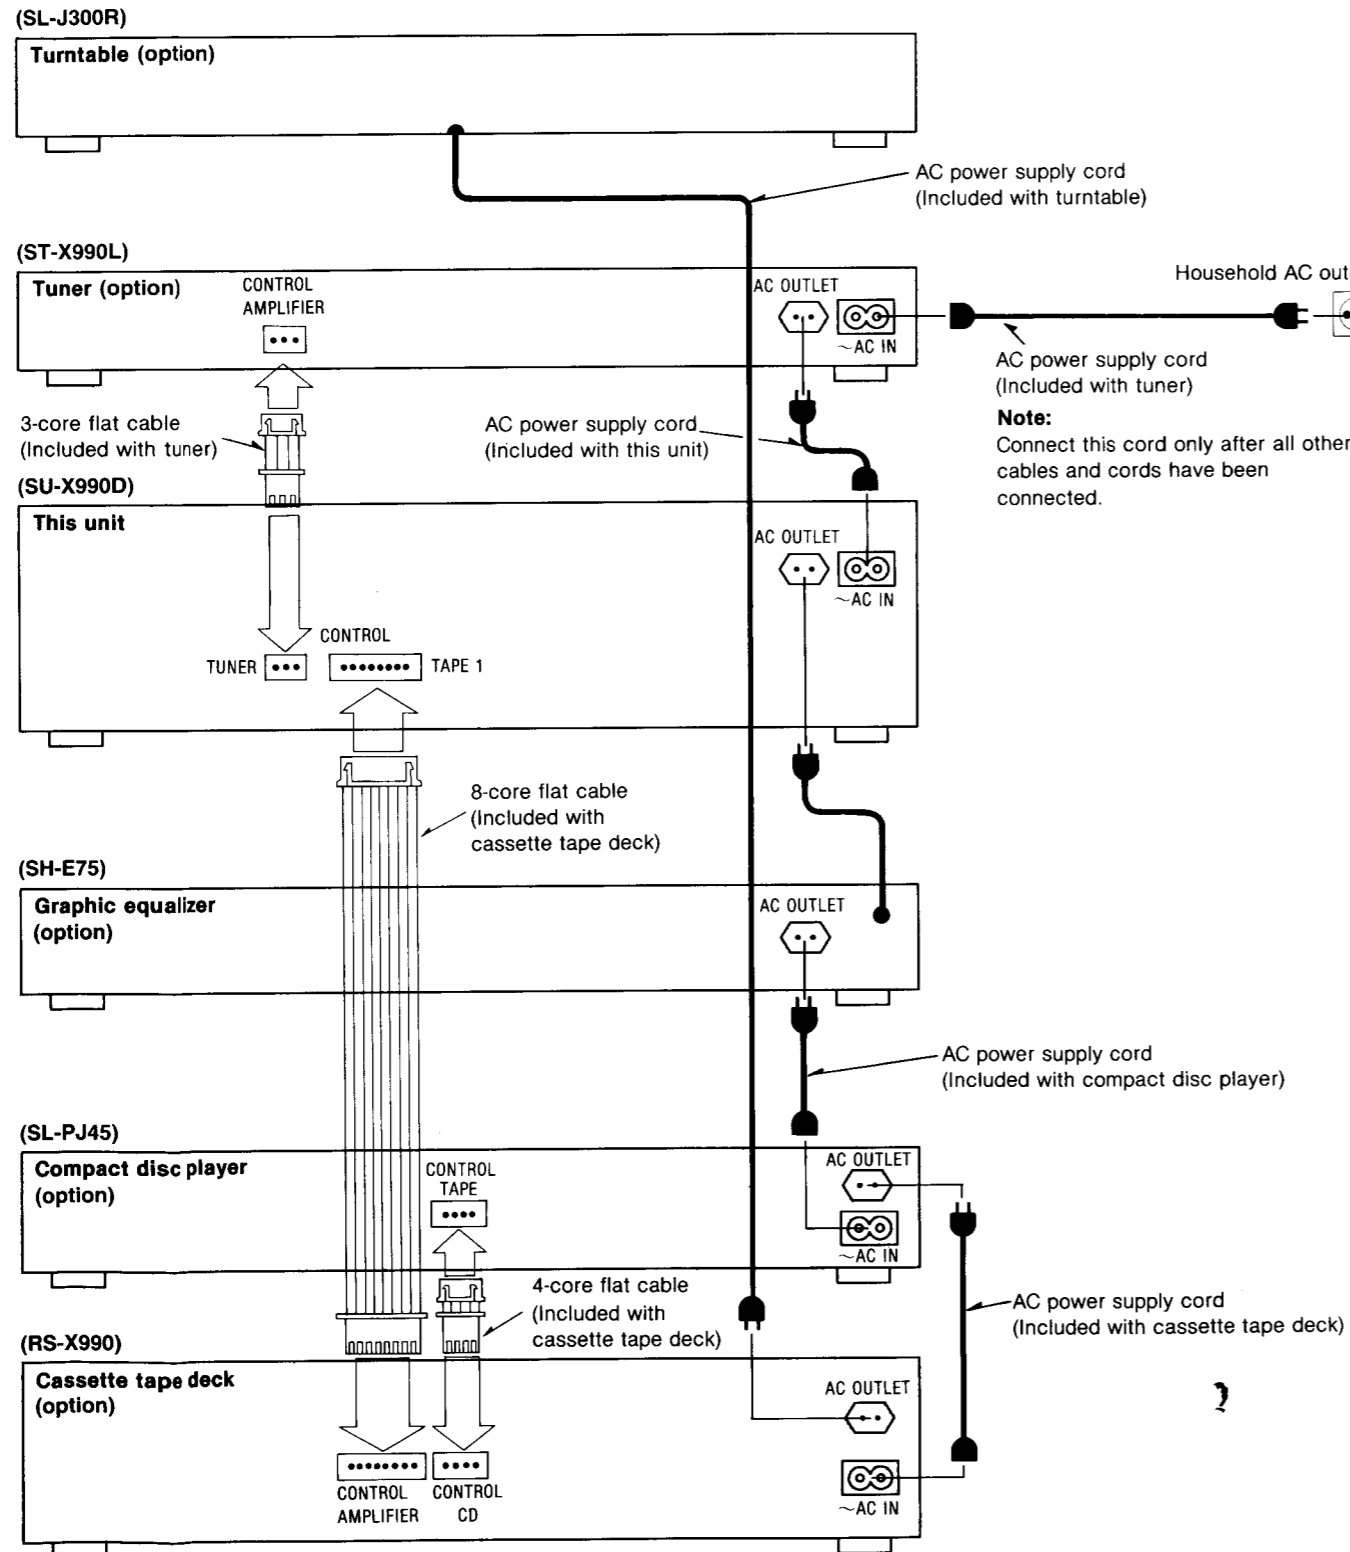 (SL-J300R)
Turntable (option)
AC power supply cord
(Included with turntable)
(ST-X990L)
Tuner (option)
CONTROL
AMPLIFIER
AC OUTLET
~AC IN
Household AC out
AC power supply cord
(Included with tuner)
Note:
Connect this cord only after all other
cables and cords have been
connected.
3-core flat cable
(Included with tuner)
AC power supply cord
(Included with this unit)
(SU-X990D)
This unit
AC OUTLET
~AC IN
CONTROL
TUNER
TAPE 1
8-core flat cable
(Included with
cassette tape deck)
(SH-E75)
Graphic equalizer
(option)
AC OUTLET
AC power supply cord
(Included with compact disc player)
(SL-PJ45)
Compact disc player
(option)
CONTROL
TAPE
AC OUTLET
~AC IN
4-core flat cable
(Included with
cassette tape deck)
AC power supply cord
(Included with cassette tape deck)
(RS-X990)
Cassette tape deck
(option)
AC OUTLET
~AC IN
CONTROL
AMPLIFIER
CONTROL
CD